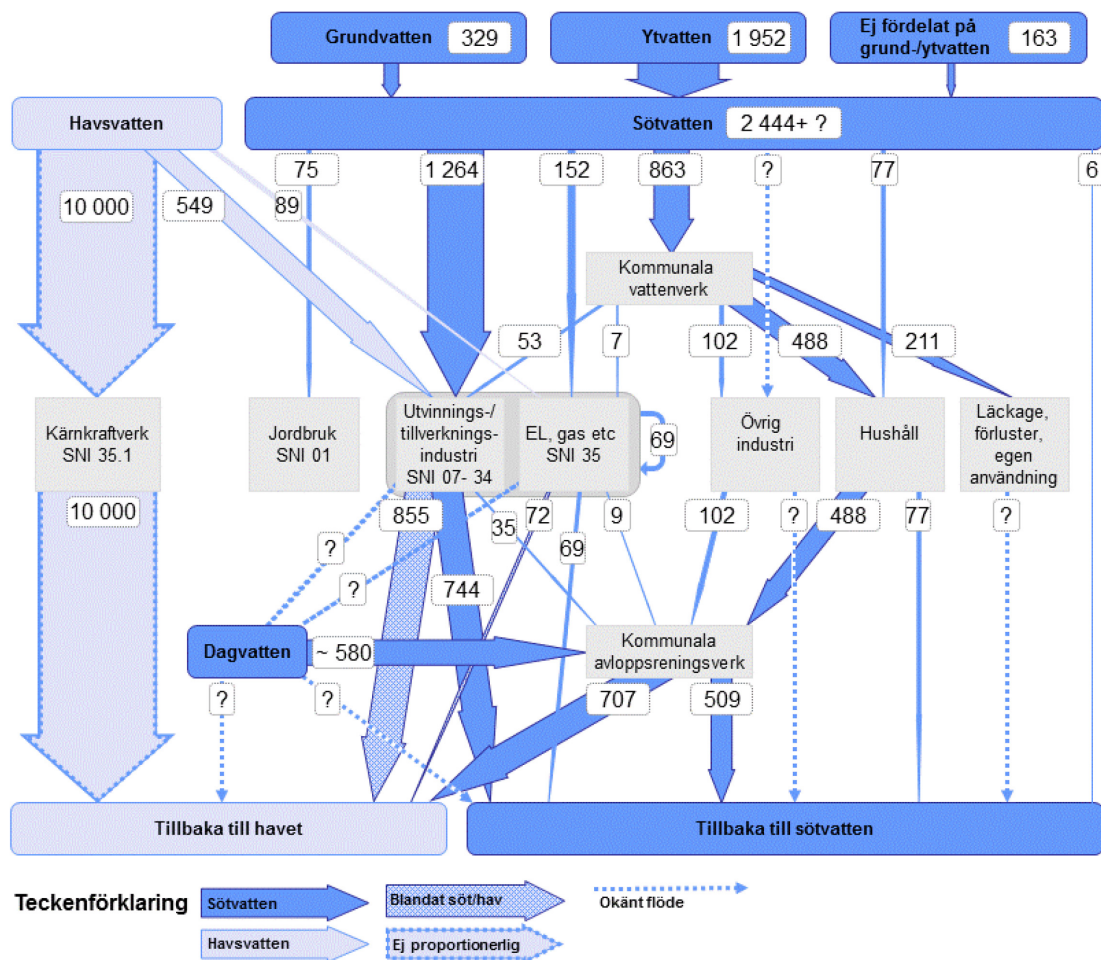 Grundvatten 329
Ytvatten 1 952
Ej fördelat på
grund-/ytvatten 163
Havsvatten
Sötvatten 2 444+ ?
10 000
549
89
75
1 264
152
863
?
77
6
Kommunala
vattenverk
53
7
102
488
211
Kärnkraftverk
SNI 35.1
Jordbruk
SNI 01
Utvinnings-/
tillverknings-
industri
SNI 07- 34
EL, gas etc
SNI 35
69
Övrig
industri
Hushåll
Läckage,
förluster,
egen
användning
10 000
855
35
72
9
102
?
488
77
?
?
?
69
744
Dagvatten
~ 580
Kommunala
avloppsreningsverk
?
?
707
509
Tillbaka till havet
Tillbaka till sötvatten
Teckenförklaring
Sötvatten
Blandat söt/hav
Okänt flöde
Havsvatten
Ej proportionerlig